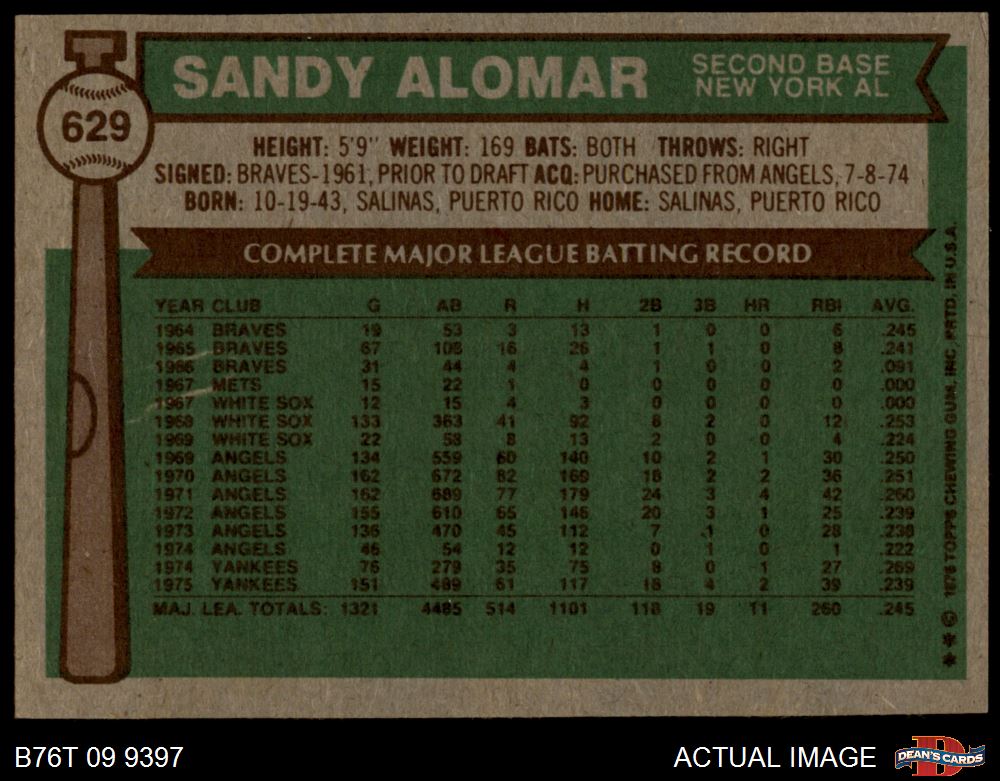 SANDY ALOMAR
SECOND BASE
NEW YORK AL
629
HEIGHT: 5'9" WEIGHT: 169 BATS: BOTH THROWS: RIGHT
SIGNED: BRAVES-1961, PRIOR TO DRAFT ACQ: PURCHASED FROM ANGELS, 7-8-74
BORN: 10-19-43, SALINAS, PUERTO RICO HOME: SALINAS, PUERTO RICO
COMPLETE MAJOR LEAGUE BATTING RECORD
YEAR CLUB G AB R H 2B 3B HR RBI AVG.
1964 BRAVES 19 53 3 13 1 0 0 6 .245
1965 BRAVES 67 108 16 26 1 1 0 8 .241
1966 BRAVES 31 44 4 4 1 0 0 2 .091
1967 METS 15 22 1 0 0 0 0 0 .000
1967 WHITE SOX 12 15 4 3 0 0 0 0 .000
1968 WHITE SOX 133 363 41 92 8 2 0 12 .253
1969 WHITE SOX 22 58 8 13 2 0 0 4 .224
1969 ANGELS 134 559 60 140 10 2 1 30 .250
1970 ANGELS 162 672 82 169 18 2 2 36 .251
1971 ANGELS 162 689 77 179 24 3 4 42 .260
1972 ANGELS 155 610 65 146 20 3 1 25 .239
1973 ANGELS 136 470 45 112 7 1 0 28 .238
1974 ANGELS 46 54 12 12 0 1 0 1 .222
1974 YANKEES 76 279 35 75 8 0 1 27 .269
1975 YANKEES 151 489 61 117 18 4 2 39 .239
MAJ. LEA. TOTALS: 1321 4485 514 1101 118 19 11 260 .245
* * © 1976 TOPPS CHEWING GUM, INC. PRTD. IN U.S.A.
B76T 09 9397
ACTUAL IMAGE
D
DEAN'S CARDS